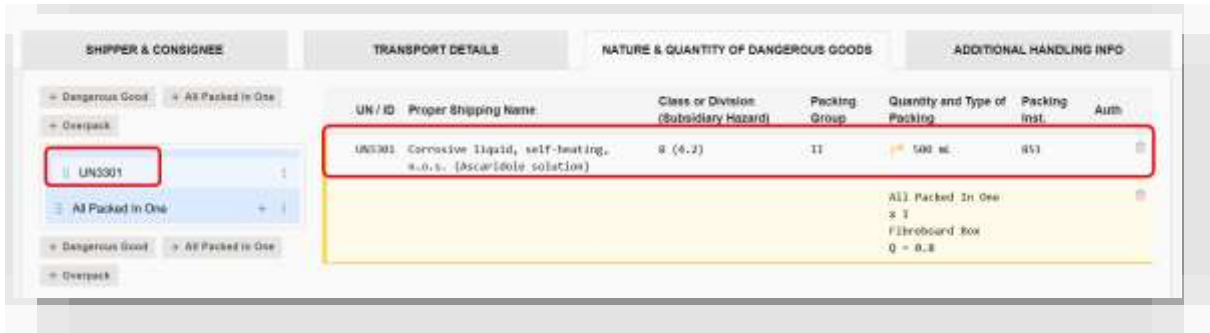 SHIPPER & CONSIGNEE
TRANSPORT DETAILS
NATURE & QUANTITY OF DANGEROUS GOODS
ADDITIONAL HANDLING INFO
+ Dangerous Good + All Packed In One
+ Overpack
UN3301
All Packed In One +
+ Dangerous Good + All Packed In One
+ Overpack
UN / ID Proper Shipping Name Class or Division Packing Quantity and Type of Packing Auth
(Subsidiary Hazard) Group Packing Inst.
UN3301 Corrosive liquid, self-heating, 8 (4.2) II 500 mL 851
n.o.s. (Ascaridole solution)
All Packed In One
x 1
Fibreboard Box
Q = 0.8